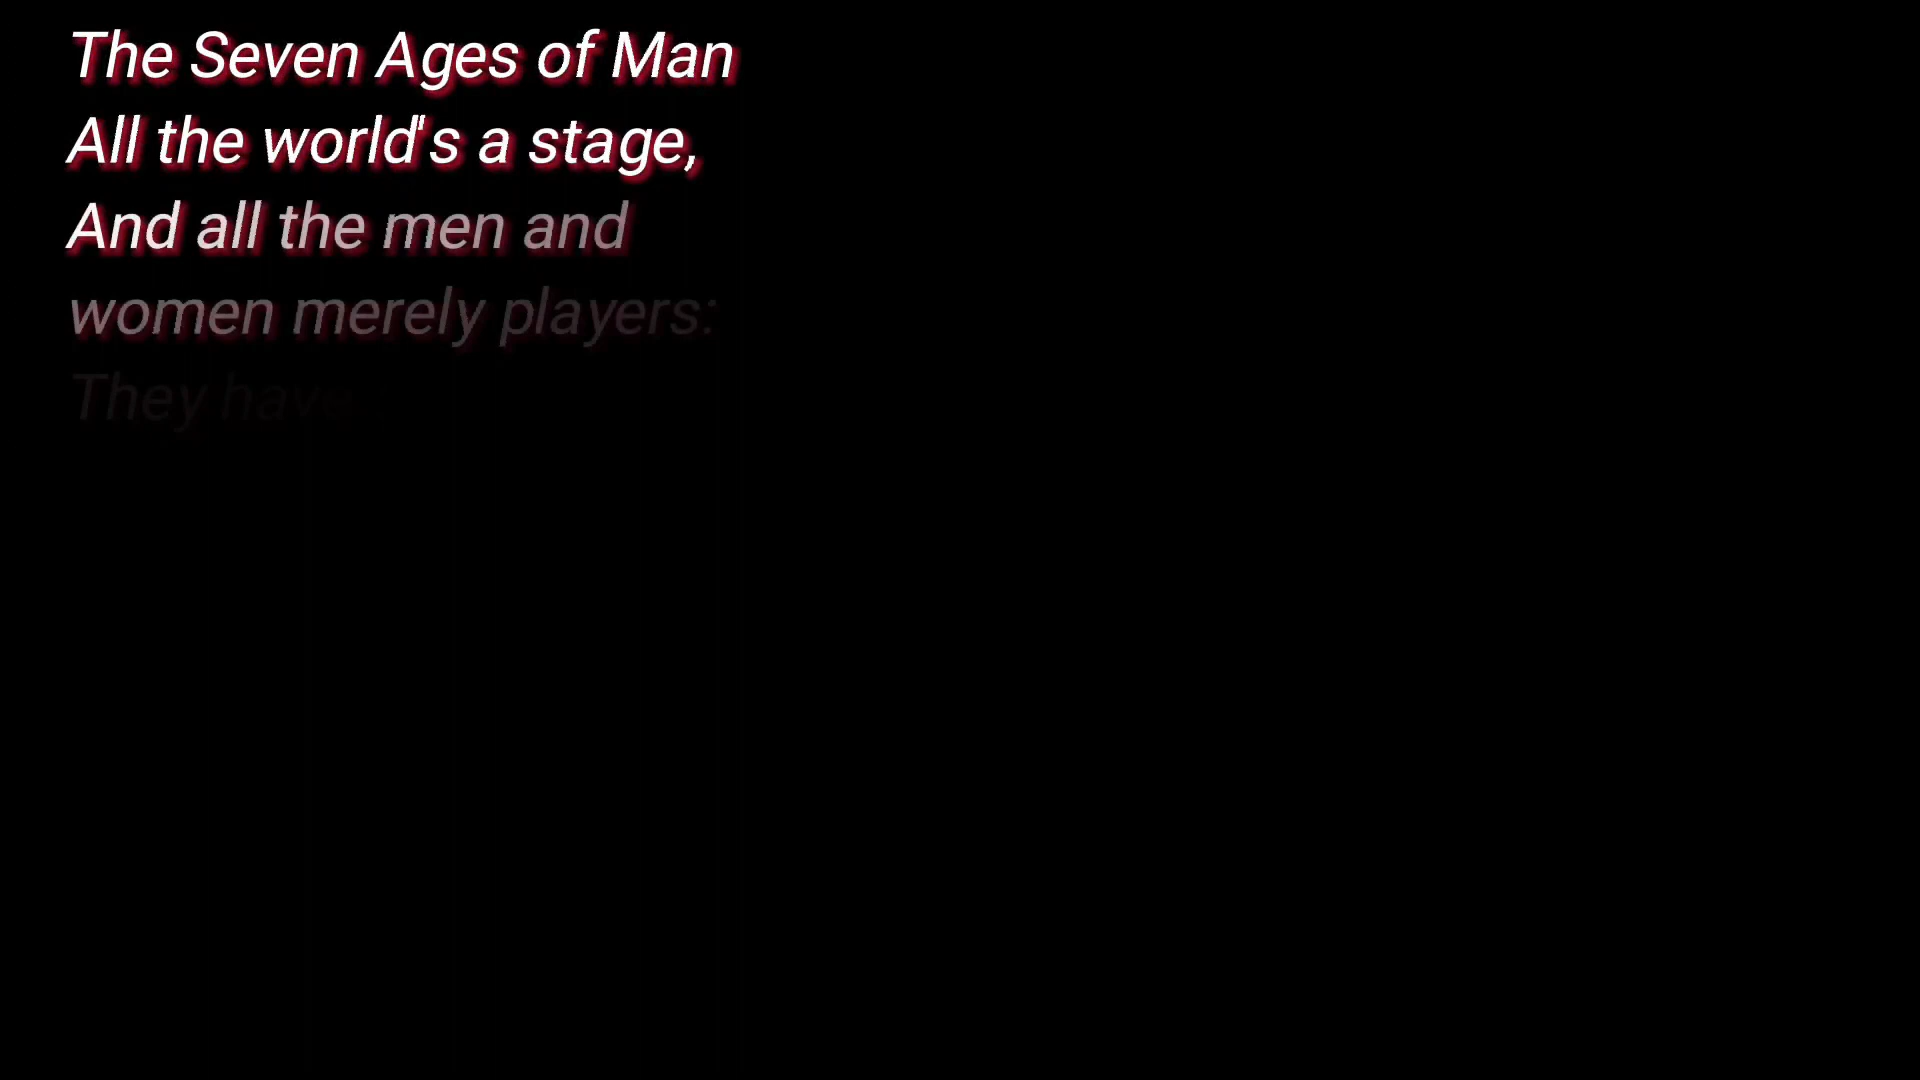 The Seven Ages of Man
All the world's a stage,
And all the men and
women merely players:
They have